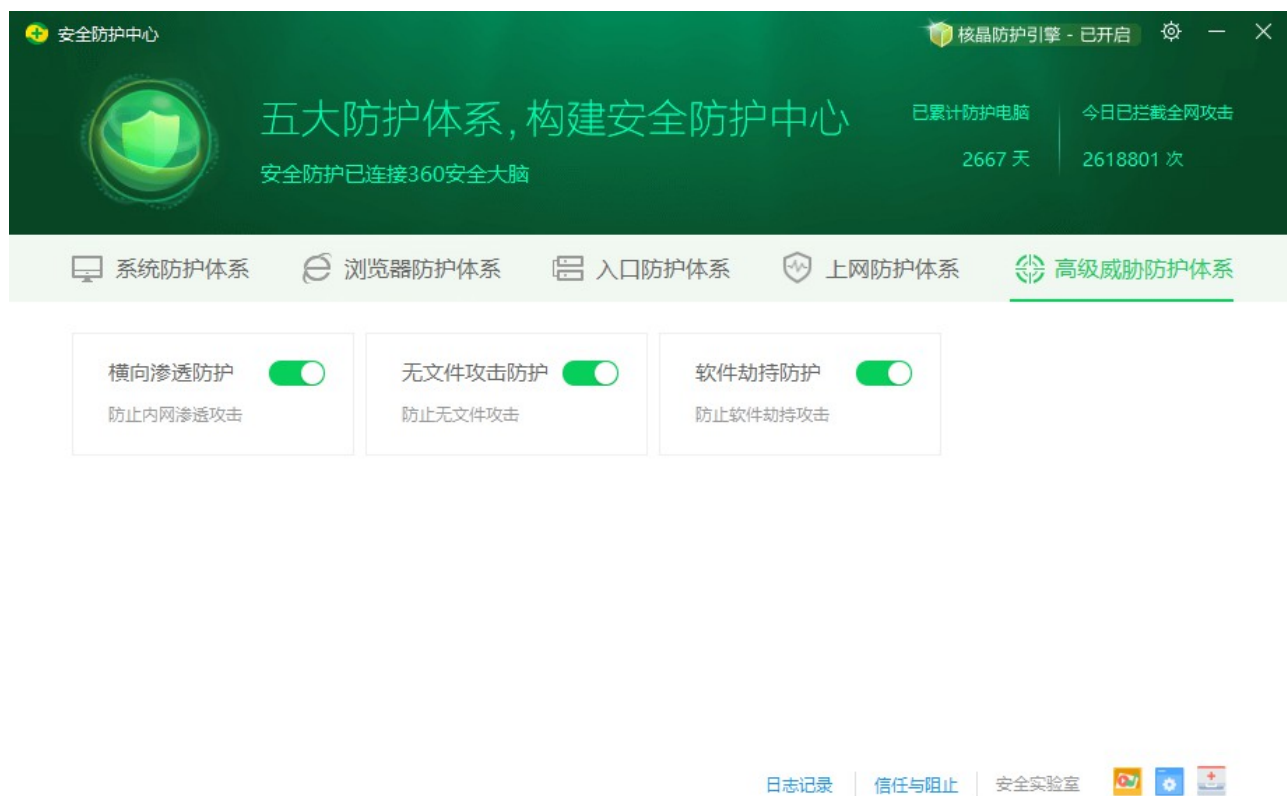 安全防护中心
核晶防护引擎 - 已开启
五大防护体系,构建安全防护中心
安全防护已连接360安全大脑
已累计防护电脑
2667 天
今日已拦截全网攻击
2618801 次
系统防护体系
浏览器防护体系
入口防护体系
上网防护体系
高级威胁防护体系
横向渗透防护
防止内网渗透攻击
无文件攻击防护
防止无文件攻击
软件劫持防护
防止软件劫持攻击
日志记录
信任与阻止
安全实验室